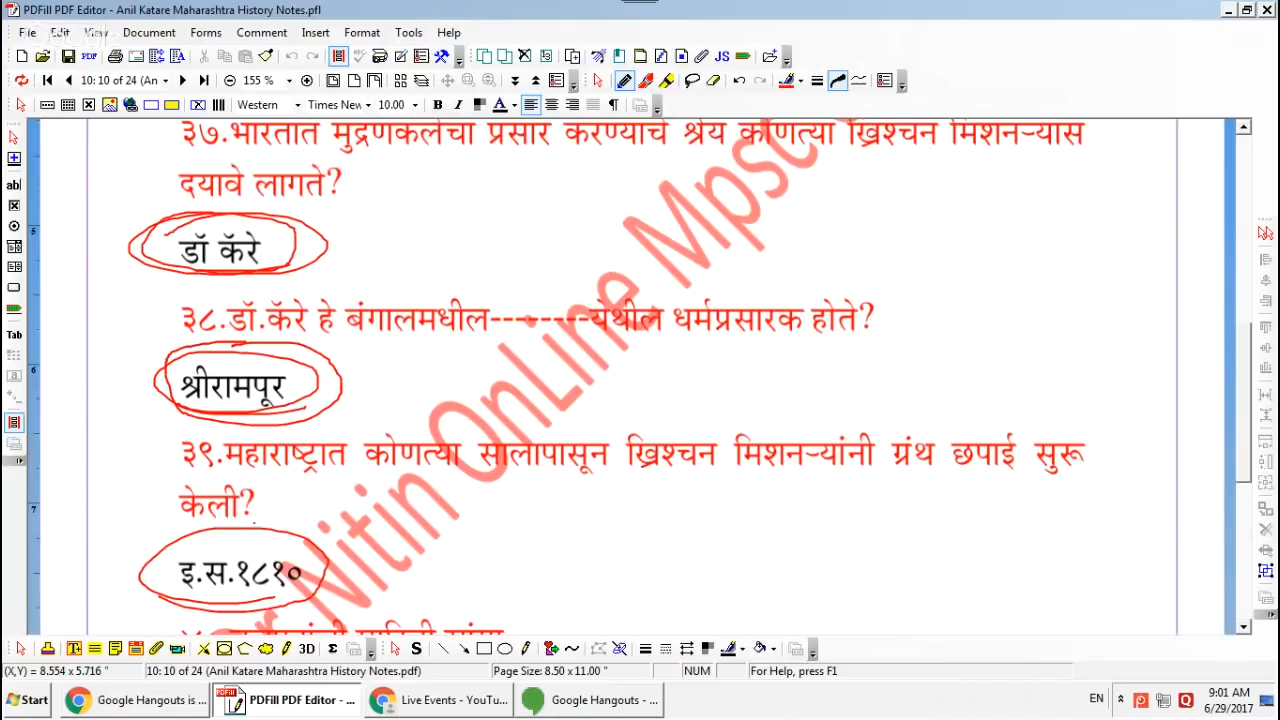 PDFill PDF Editor - Anil Katare Maharashtra History Notes.pfl
File Edit View Document Forms Comment Insert Format Tools Help
10: 10 of 24 (An 155 %
Western Times New 10.00 B I A
३७.भारतात मुद्रणकलेचा प्रसार करण्याचे श्रेय कोणत्या ख्रिश्चन मिशनऱ्यास
दयावे लागते?
डॉ कॅरे
३८.डॉ.कॅरे हे बंगालमधील---------येथील धर्मप्रसारक होते?
श्रीरामपूर
३९.महाराष्ट्रात कोणत्या सालापासून ख्रिश्चन मिशनऱ्यांनी ग्रंथ छपाई सुरू
केली?
इ.स.१८१०
er Nitin OnLine Mpsc
(X,Y) = 8.554 x 5.716 " 10: 10 of 24 (Anil Katare Maharashtra History Notes.pdf) Page Size: 8.50 x 11.00 " NUM For Help, press F1
Start Google Hangouts is ... PDFill PDF Editor - ... Live Events - YouTu... Google Hangouts - ... EN 9:01 AM
6/29/2017